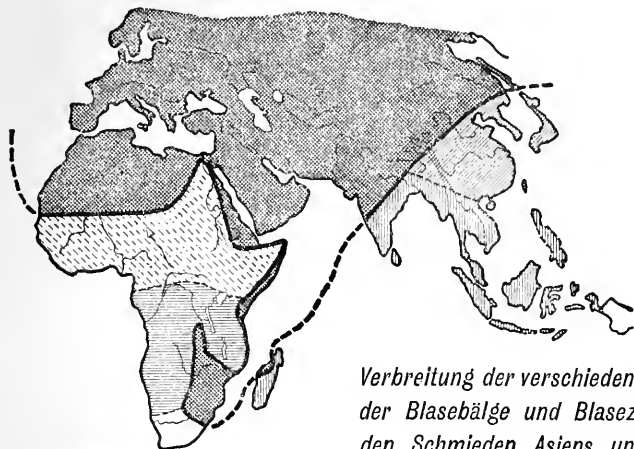 Verbreitung der verschieden
der Blasebälge und Blasez
den Schmieden Asiens un